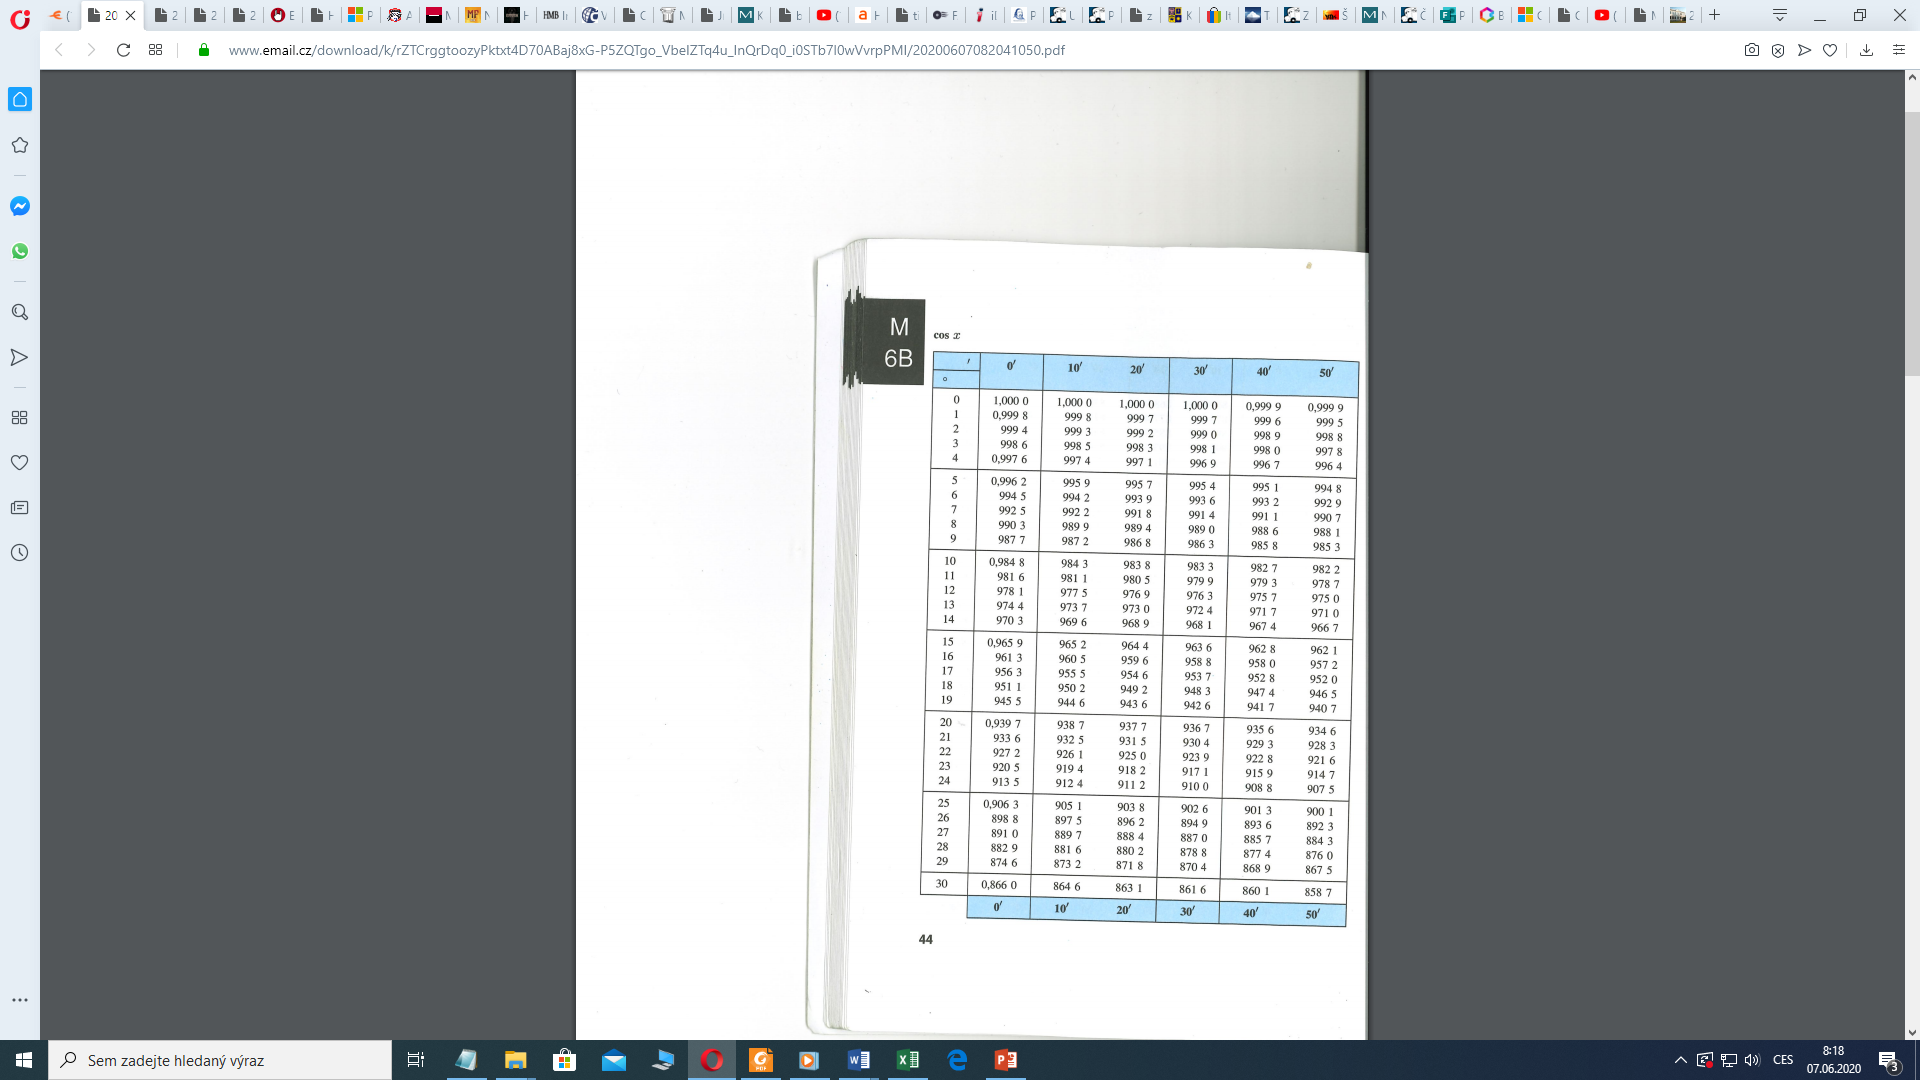 20
www.email.cz/download/k/rZTCrggtoozyPktxt4D70ABaj8xG-P5ZQTgo_VbelZTq4u_InQrDq0_i0STb7l0wVvrpPMI/20200607082041050.pdf
M
6B
cos x
′ 0′ 10′ 20′ 30′ 40′ 50′
°
0 1,000 0 1,000 0 1,000 0 1,000 0 0,999 9 0,999 9
1 0,999 8 999 8 999 7 999 7 999 6 999 5
2 999 4 999 3 999 2 999 0 998 9 998 8
3 998 6 998 5 998 3 998 1 998 0 997 8
4 0,997 6 997 4 997 1 996 9 996 7 996 4
5 0,996 2 995 9 995 7 995 4 995 1 994 8
6 994 5 994 2 993 9 993 6 993 2 992 9
7 992 5 992 2 991 8 991 4 991 1 990 7
8 990 3 989 9 989 4 989 0 988 6 988 1
9 987 7 987 2 986 8 986 3 985 8 985 3
10 0,984 8 984 3 983 8 983 3 982 7 982 2
11 981 6 981 1 980 5 979 9 979 3 978 7
12 978 1 977 5 976 9 976 3 975 7 975 0
13 974 4 973 7 973 0 972 4 971 7 971 0
14 970 3 969 6 968 9 968 1 967 4 966 7
15 0,965 9 965 2 964 4 963 6 962 8 962 1
16 961 3 960 5 959 6 958 8 958 0 957 2
17 956 3 955 5 954 6 953 7 952 8 952 0
18 951 1 950 2 949 2 948 3 947 4 946 5
19 945 5 944 6 943 6 942 6 941 7 940 7
20 0,939 7 938 7 937 7 936 7 935 6 934 6
21 933 6 932 5 931 5 930 4 929 3 928 3
22 927 2 926 1 925 0 923 9 922 8 921 6
23 920 5 919 4 918 2 917 1 915 9 914 7
24 913 5 912 4 911 2 910 0 908 8 907 5
25 0,906 3 905 1 903 8 902 6 901 3 900 1
26 898 8 897 5 896 2 894 9 893 6 892 3
27 891 0 889 7 888 4 887 0 885 7 884 3
28 882 9 881 6 880 2 878 8 877 4 876 0
29 874 6 873 2 871 8 870 4 868 9 867 5
30 0,866 0 864 6 863 1 861 6 860 1 858 7
0′ 10′ 20′ 30′ 40′ 50′
44
Sem zadejte hledaný výraz
CES
8:18
07.06.2020
3